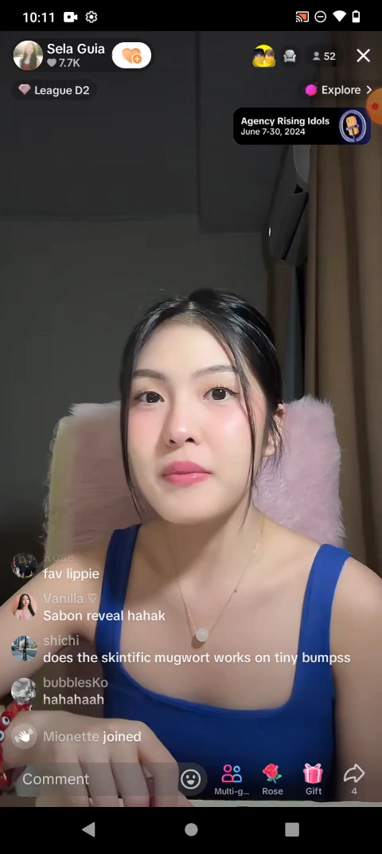 10:11
Sela Guia
7.7K
52
League D2
Explore
Agency Rising Idols
June 7-30, 2024
Rose
fav lippie
Vanilla ♡
Sabon reveal hahak
shichi
does the skintific mugwort works on tiny bumpss
bubblesKo
hahahaah
Mionette joined
Comment
Multi-g...
Rose
Gift
4